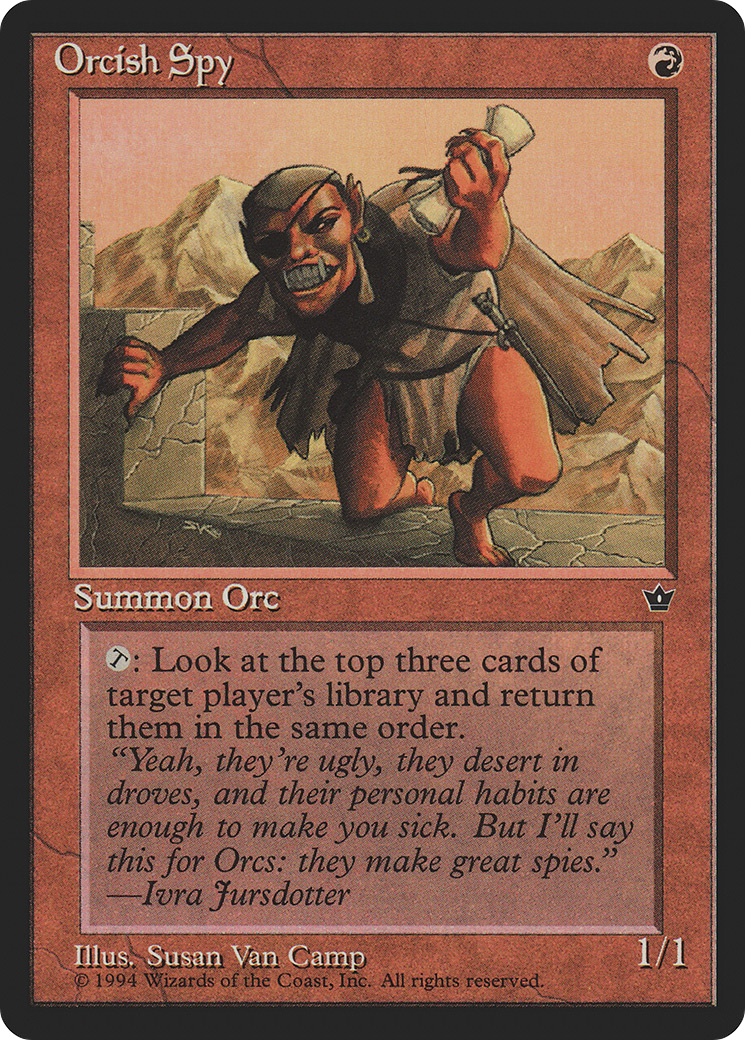 Orcish Spy
Summon Orc
T: Look at the top three cards of
target player's library and return
them in the same order.
"Yeah, they're ugly, they desert in
droves, and their personal habits are
enough to make you sick. But I'll say
this for Orcs: they make great spies."
—Ivra Jursdotter
Illus. Susan Van Camp
1/1
© 1994 Wizards of the Coast, Inc. All rights reserved.